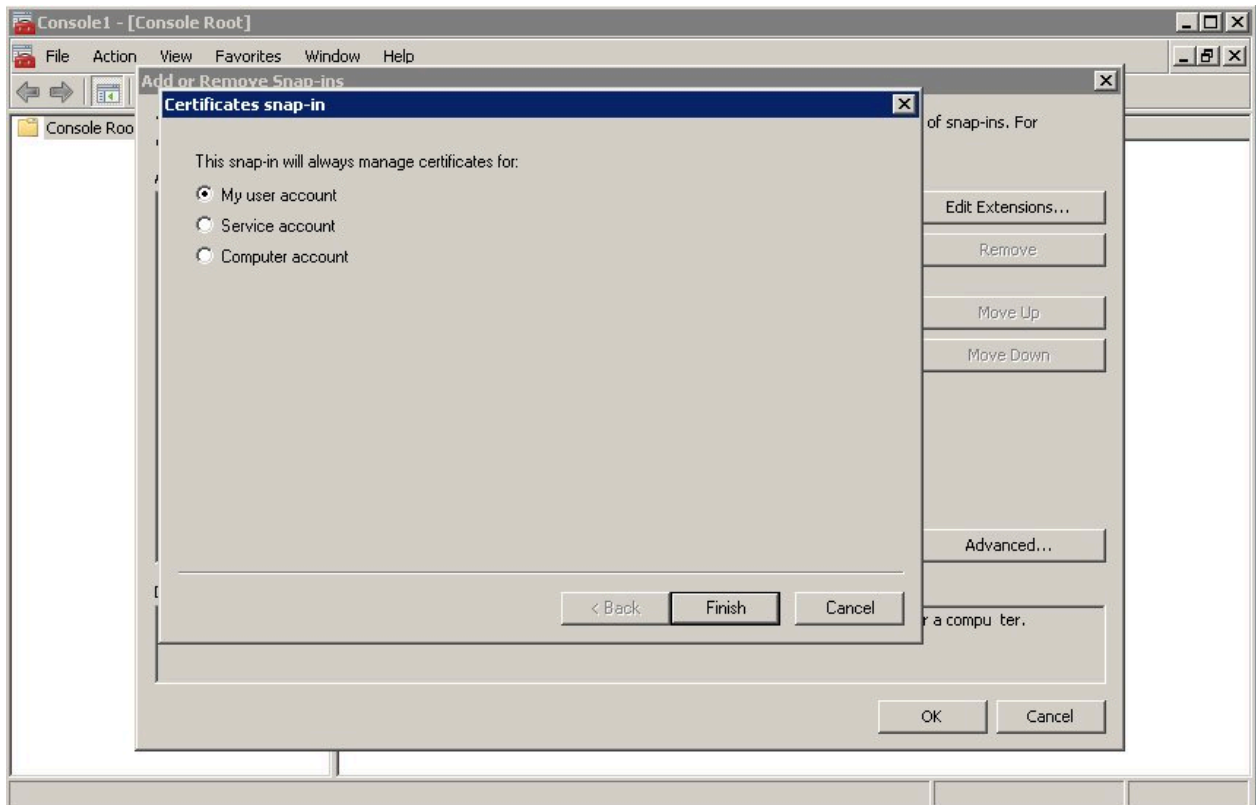 Console1 - [Console Root]
File Action View Favorites Window Help
Add or Remove Snap-ins
Certificates snap-in
Console Roo
of snap-ins. For
This snap-in will always manage certificates for:
My user account
Service account
Computer account
Edit Extensions...
Remove
Move Up
Move Down
Advanced...
< Back Finish Cancel
r a compu ter.
OK Cancel